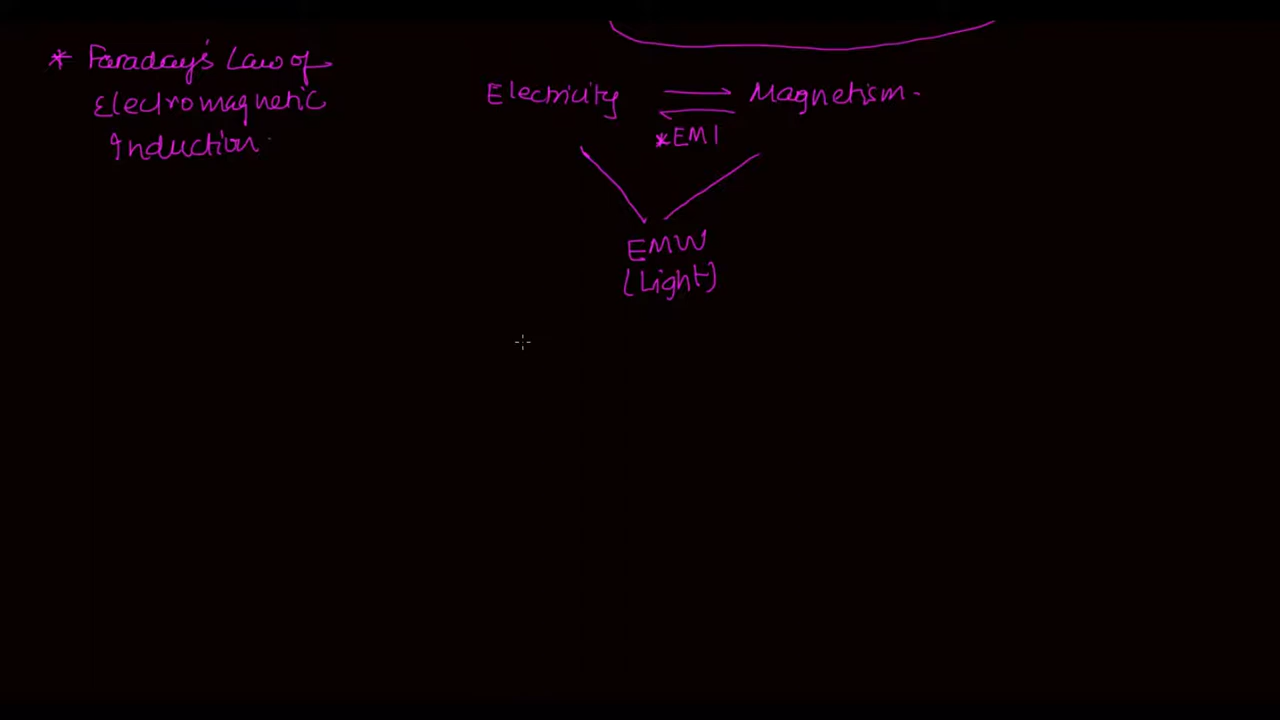 * Faraday's Law of
Electromagnetic
Induction.
Electricity ⇌ Magnetism.
*EMI
EMW
(Light)